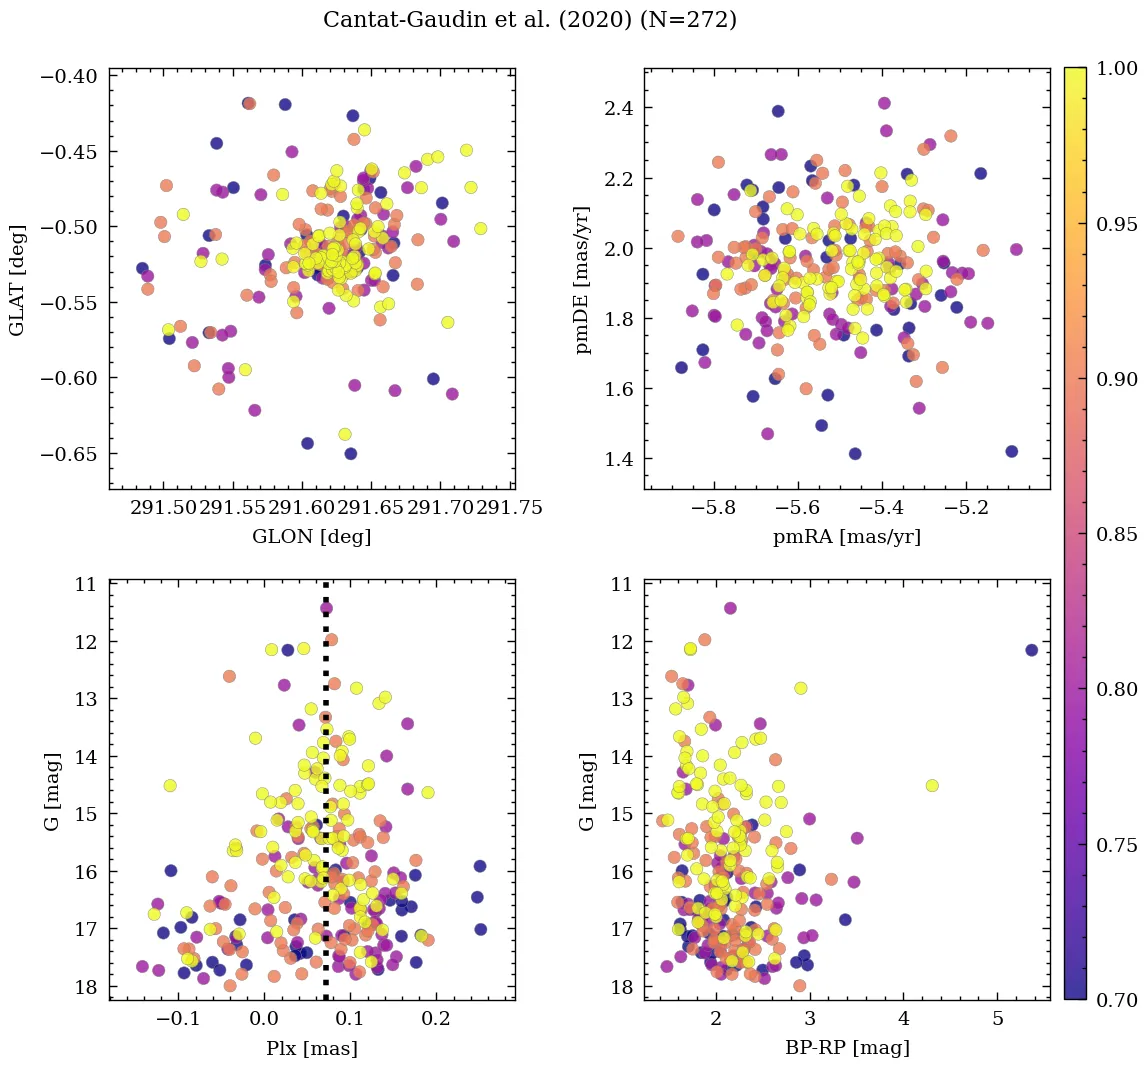 Cantat-Gaudin et al. (2020) (N=272)
−0.40
−0.45
−0.50
−0.55
−0.60
−0.65
GLAT [deg]
291.50 291.55 291.60 291.65 291.70 291.75
GLON [deg]
2.4
2.2
2.0
1.8
1.6
1.4
pmDE [mas/yr]
−5.8 −5.6 −5.4 −5.2
pmRA [mas/yr]
11
12
13
14
15
16
17
18
G [mag]
−0.1 0.0 0.1 0.2
Plx [mas]
11
12
13
14
15
16
17
18
G [mag]
2 3 4 5
BP-RP [mag]
1.00
0.95
0.90
0.85
0.80
0.75
0.70